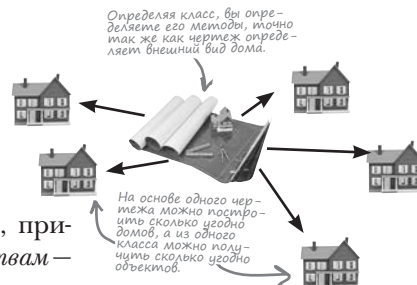 Определяя класс, вы опре-
деляете его методы, точно
так же как чертеж опреде-
ляет внешний вид дома.
На основе одного чер-
тежа можно постро-
ить сколько угодно
домов, а из одного
класса можно полу-
чить сколько угодно
объектов.
, при-
твам—